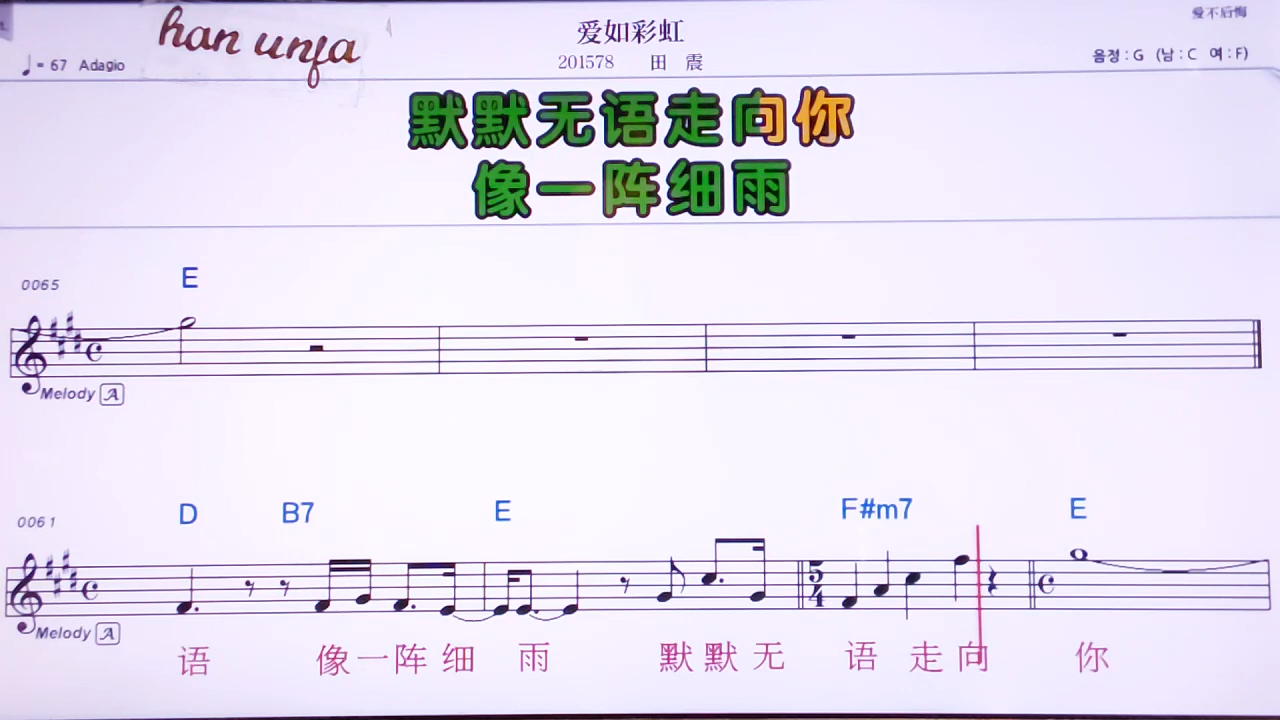 han unfa
爱如彩虹
爱不后悔
♩= 67 Adagio
201578 田 震
음정 : G (남 : C 여 : F)
默默无语走向你
像一阵细雨
0065
E
Melody A
0061
D B7 E F#m7 E
5
4
Melody A
语 像一阵细 雨 默默无 语 走向 你